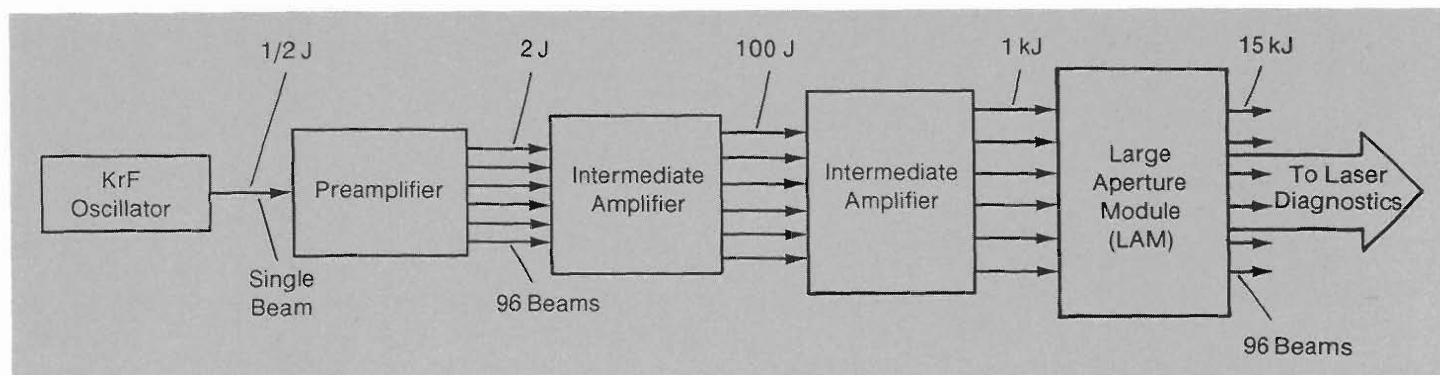 1/2 J
2 J
100 J
1 kJ
15 kJ
KrF
Oscillator
Preamplifier
Intermediate
Amplifier
Intermediate
Amplifier
Large
Aperture
Module
(LAM)
To Laser
Diagnostics
Single
Beam
96 Beams
96 Beams